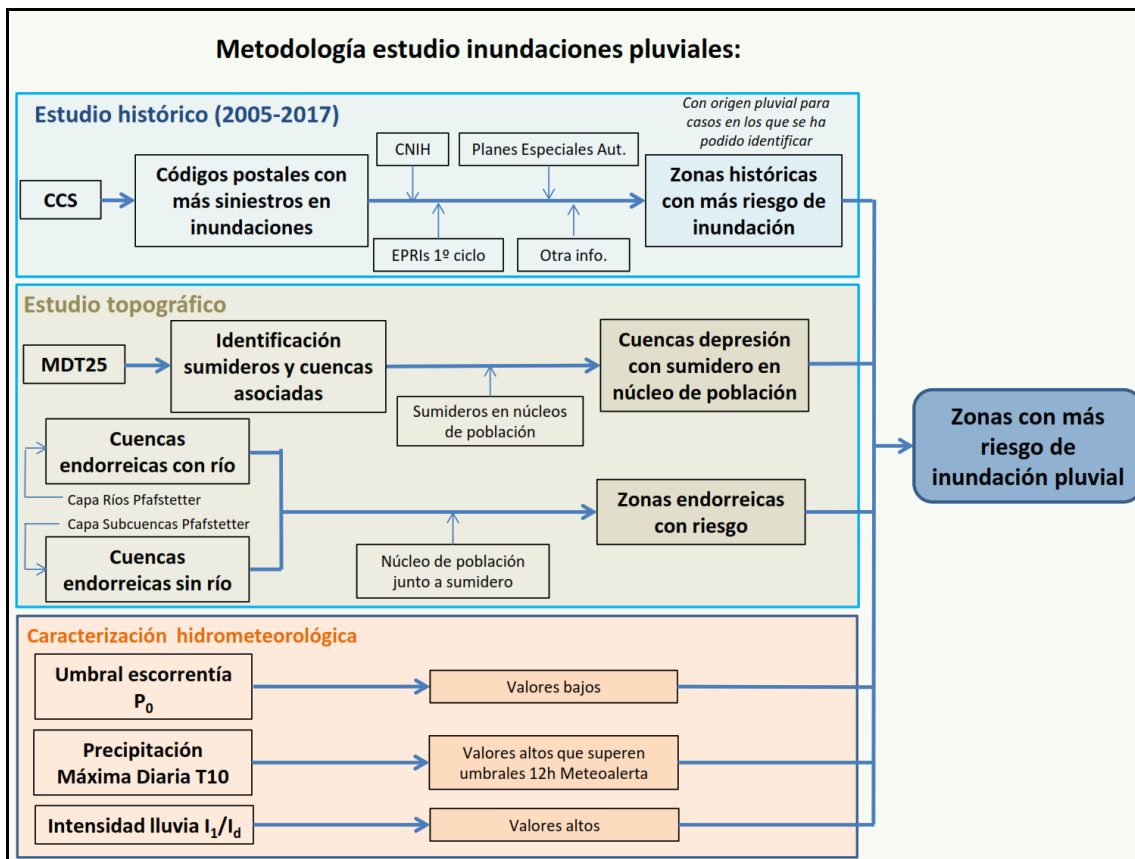 Metodología estudio inundaciones pluviales:
Estudio histórico (2005-2017)
Con origen pluvial para
casos en los que se ha
podido identificar
CNIH
Planes Especiales Aut.
CCS
Códigos postales con
más siniestros en
inundaciones
Zonas históricas
con más riesgo de
inundación
EPRIs 1º ciclo
Otra info.
Estudio topográfico
MDT25
Identificación
sumideros y cuencas
asociadas
Cuencas depresión
con sumidero en
núcleo de población
Sumideros en núcleos
de población
Cuencas
endorreicas con río
Capa Ríos Pfafstetter
Capa Subcuencas Pfafstetter
Cuencas
endorreicas sin río
Zonas endorreicas
con riesgo
Núcleo de población
junto a sumidero
Zonas con más
riesgo de
inundación pluvial
Caracterización hidrometeorológica
Umbral escorrentía
P₀
Valores bajos
Precipitación
Máxima Diaria T10
Valores altos que superen
umbrales 12h Meteoalerta
Intensidad lluvia I₁/I_d
Valores altos